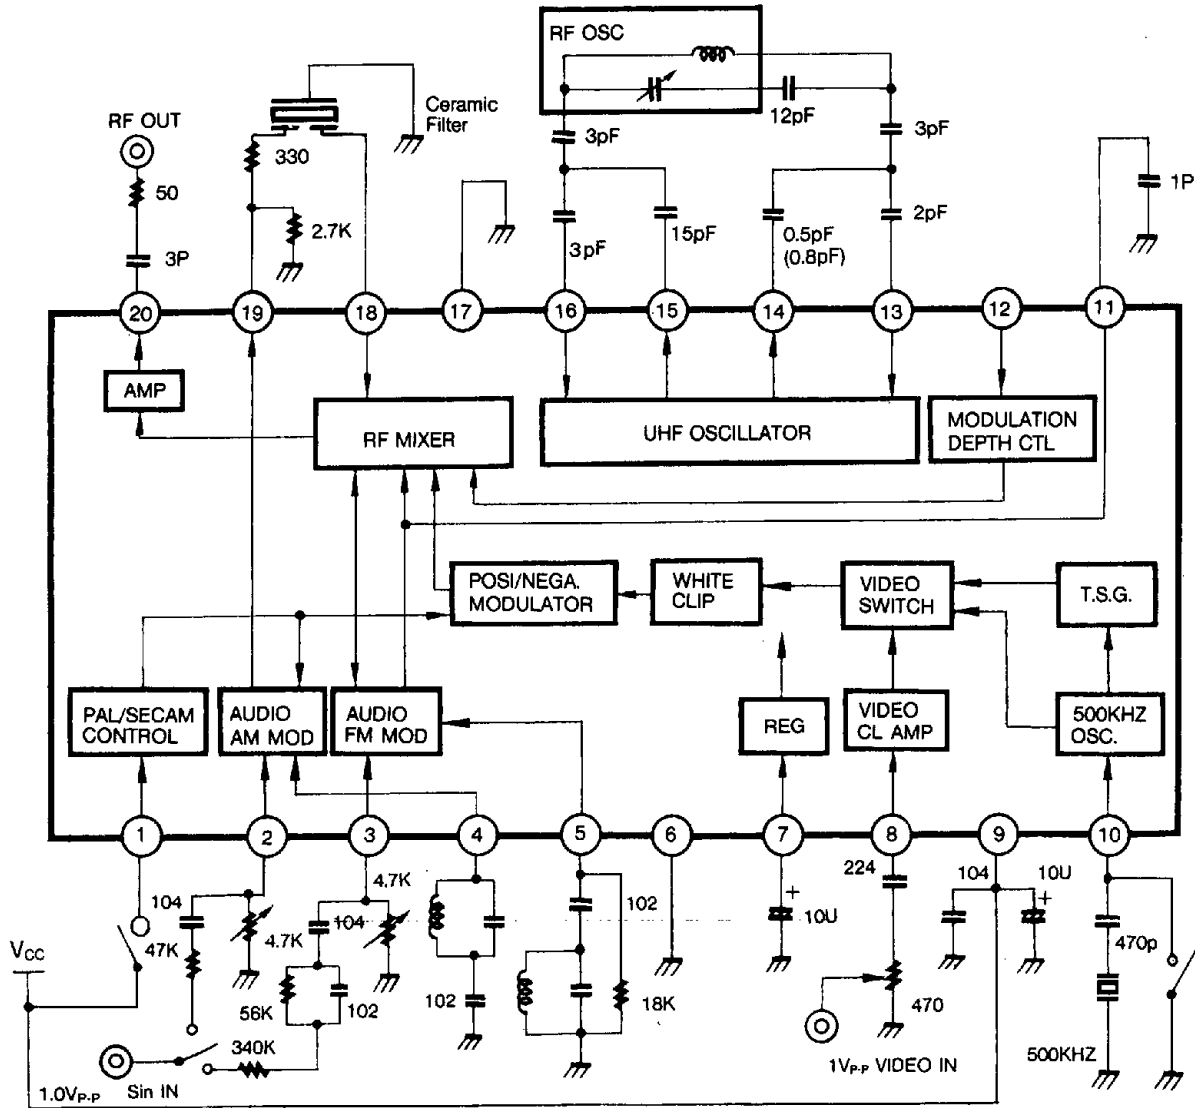 RF OSC
12pF
3pF
3pF
Ceramic
Filter
RF OUT
330
50
2.7K
3P
3pF
15pF
0.5pF
(0.8pF)
2pF
1P
20
19
18
17
16
15
14
13
12
11
AMP
RF MIXER
UHF OSCILLATOR
MODULATION
DEPTH CTL
POSI/NEGA.
MODULATOR
WHITE
CLIP
VIDEO
SWITCH
T.S.G.
PAL/SECAM
CONTROL
AUDIO
AM MOD
AUDIO
FM MOD
REG
VIDEO
CL AMP
500KHZ
OSC.
1
2
3
4
5
6
7
8
9
10
104
47K
4.7K
4.7K
104
56K
102
340K
102
102
18K
+
10U
224
470
1VP-P VIDEO IN
104
10U
+
470p
500KHZ
VCC
1.0VP-P
Sin IN